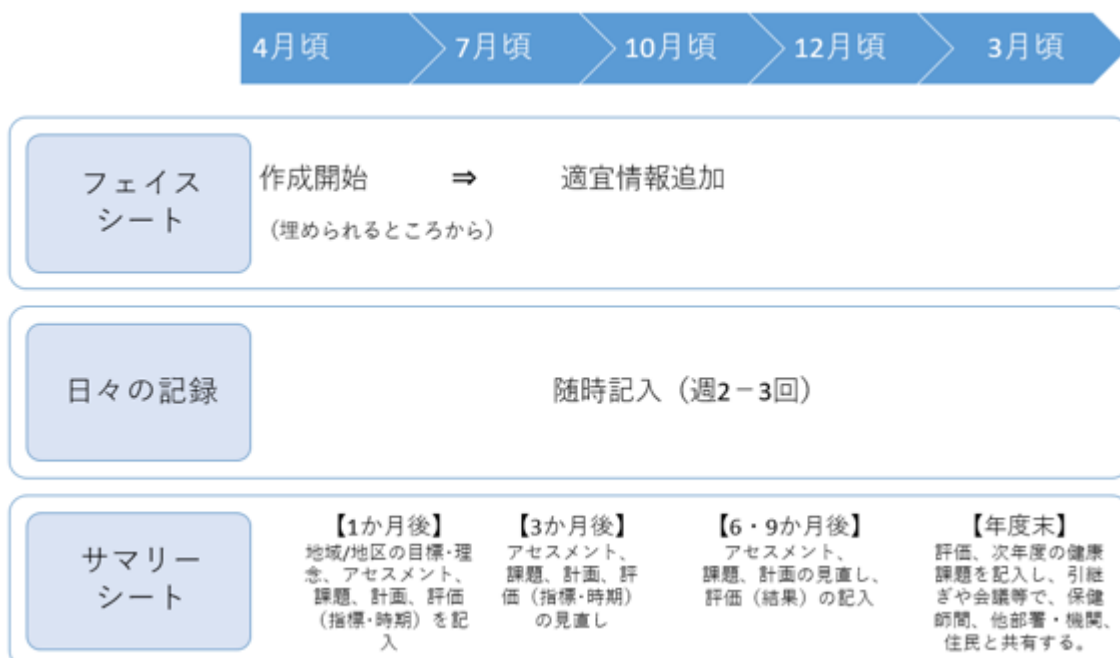 4月頃
7月頃
10月頃
12月頃
3月頃
フェイス
シート
作成開始
⇒
適宜情報追加
（埋められるところから）
日々の記録
随時記入（週2－3回）
サマリー
シート
【1か月後】
地域/地区の目標･理
念、アセスメント、
課題、計画、評価
（指標･時期）を記
入
【3か月後】
アセスメント、
課題、計画、評
価（指標･時期）
の見直し
【6・9か月後】
アセスメント、
課題、計画の見直し、
評価（結果）の記入
【年度末】
評価、次年度の健康
課題を記入し、引継
ぎや会議等で、保健
師間、他部署・機関、
住民と共有する。